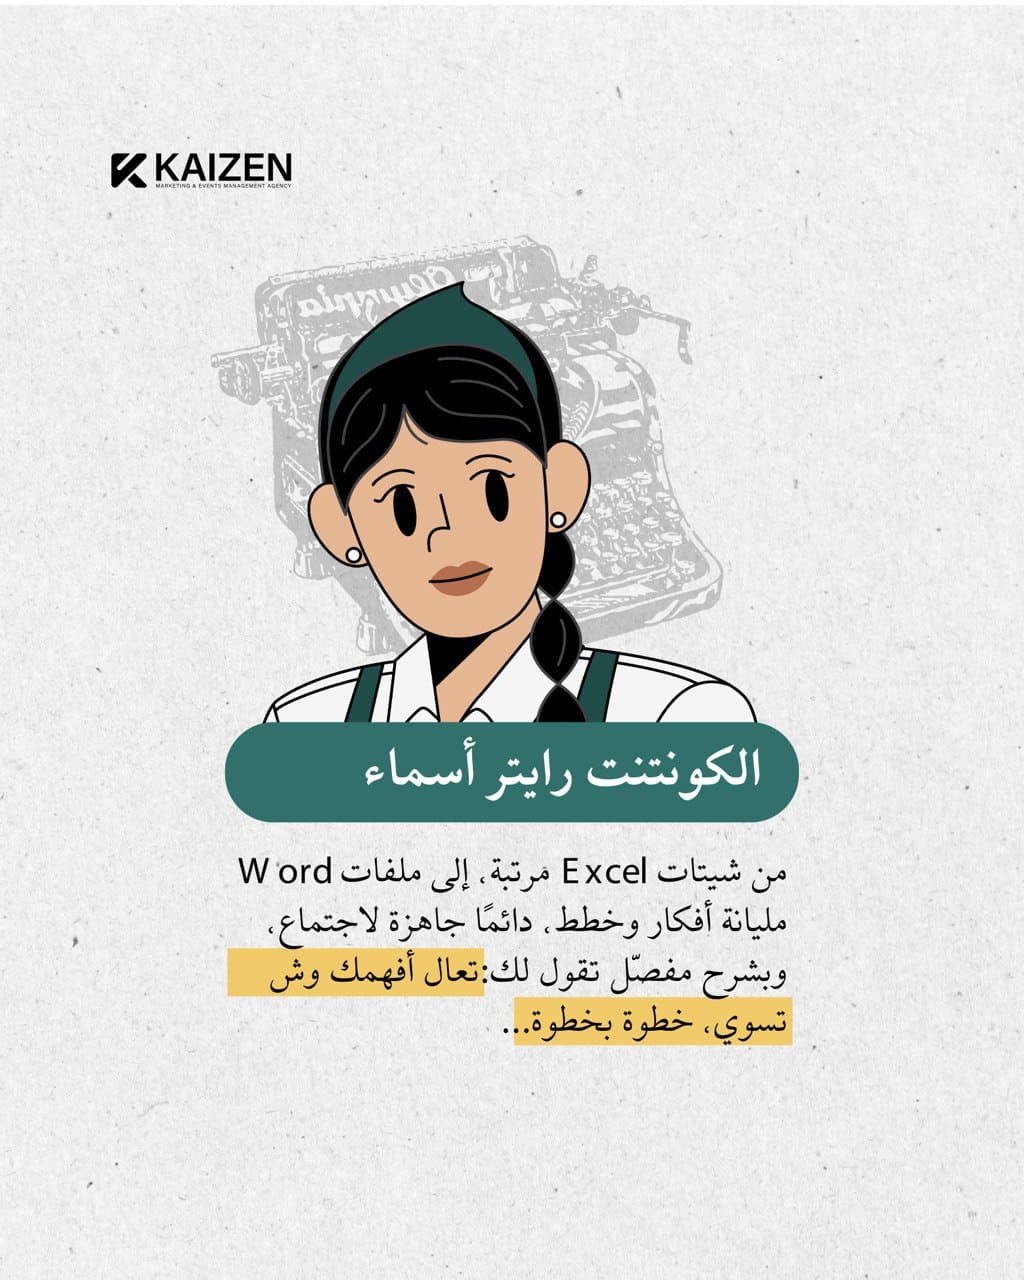 KAIZEN
MARKETING & EVENTS MANAGEMENT AGENCY
الكونتنت رايتر أسماء
من شيتات Excel مرتبة، إلى ملفات Word
مليانة أفكار وخطط، دائمًا جاهزة لاجتماع،
وبشرح مفصّل تقول لك:تعال أفهمك وش
تسوي، خطوة بخطوة...